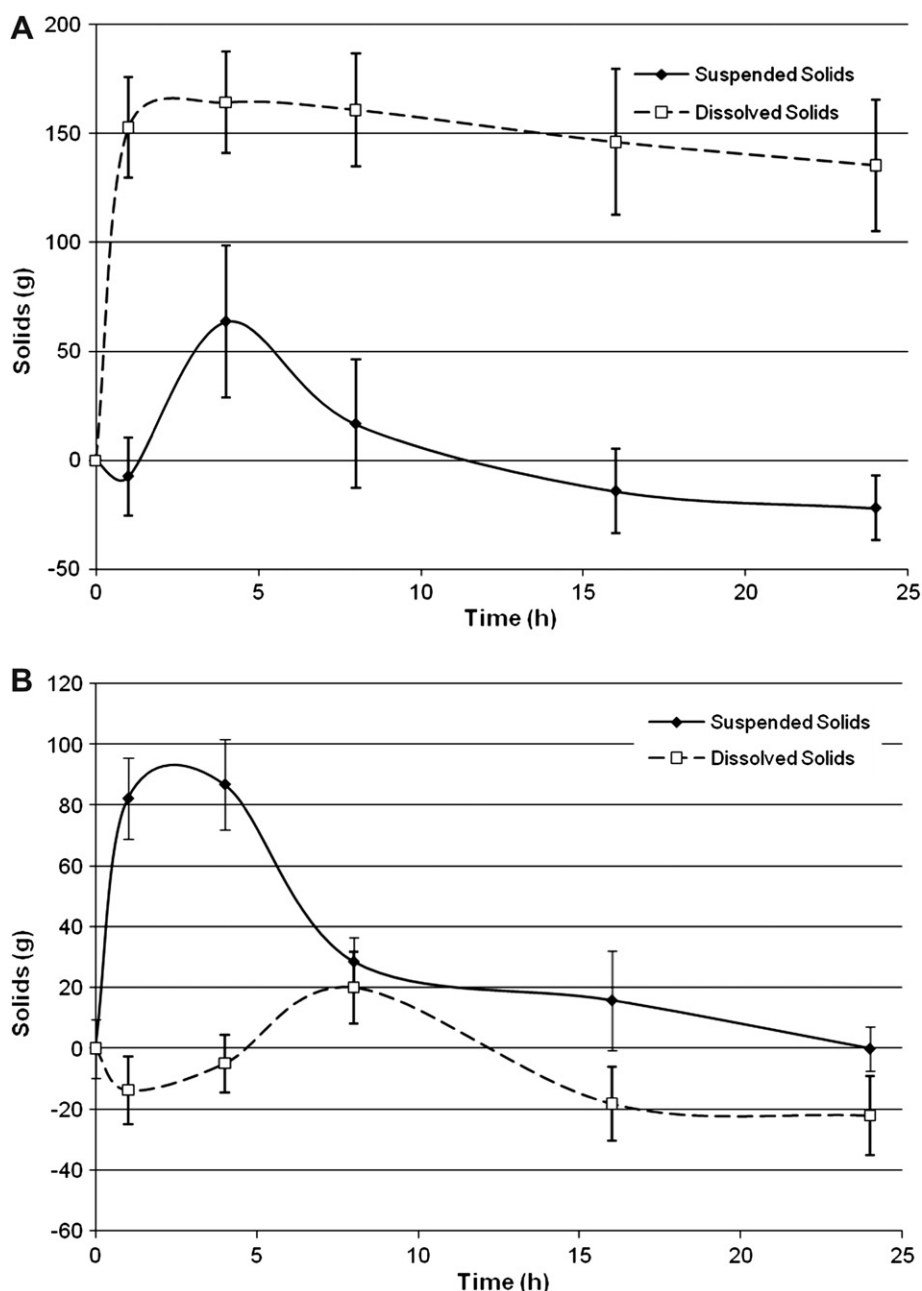 A
200
150
100
50
0
-50
Solids (g)
Suspended Solids
Dissolved Solids
0 5 10 15 20 25
Time (h)
B
120
100
80
60
40
20
0
-20
-40
-60
Solids (g)
Suspended Solids
Dissolved Solids
0 5 10 15 20 25
Time (h)